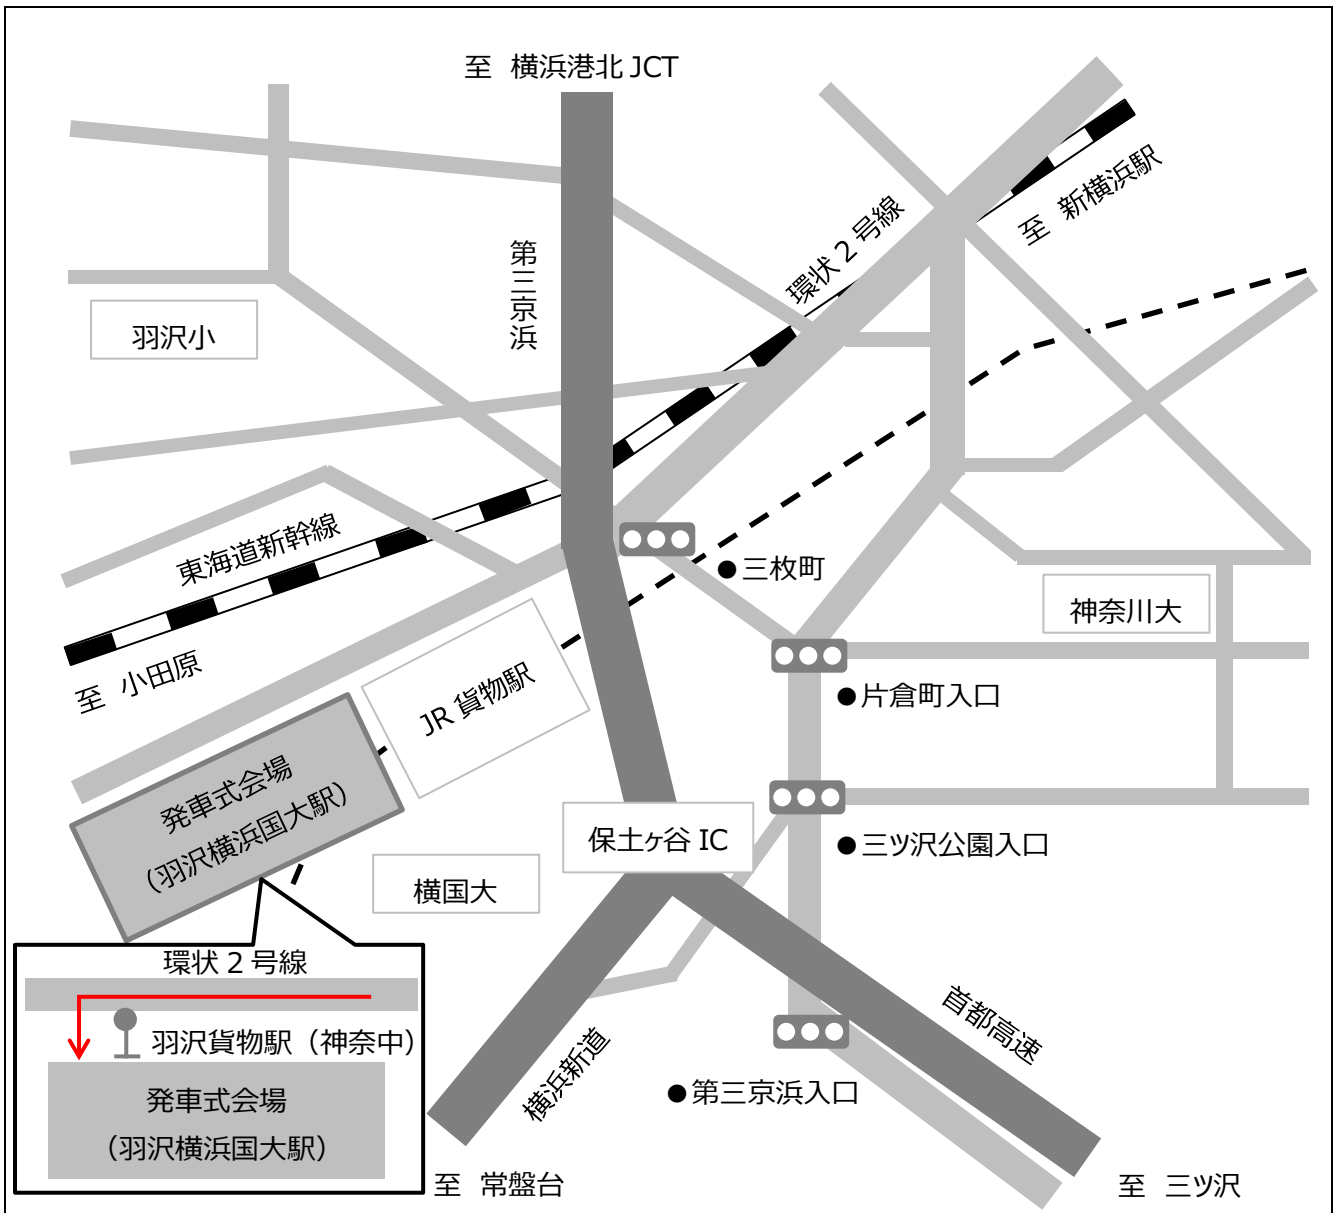 至 横浜港北 JCT
第三京浜
環状２号線
至 新横浜駅
羽沢小
東海道新幹線
三枚町
神奈川大
至 小田原
JR 貨物駅
●片倉町入口
発車式会場
（羽沢横浜国大駅）
保土ヶ谷 IC
●三ツ沢公園入口
横国大
環状２号線
羽沢貨物駅（神奈中）
発車式会場
（羽沢横浜国大駅）
首都高速
横浜新道
●第三京浜入口
至 常盤台
至 三ツ沢